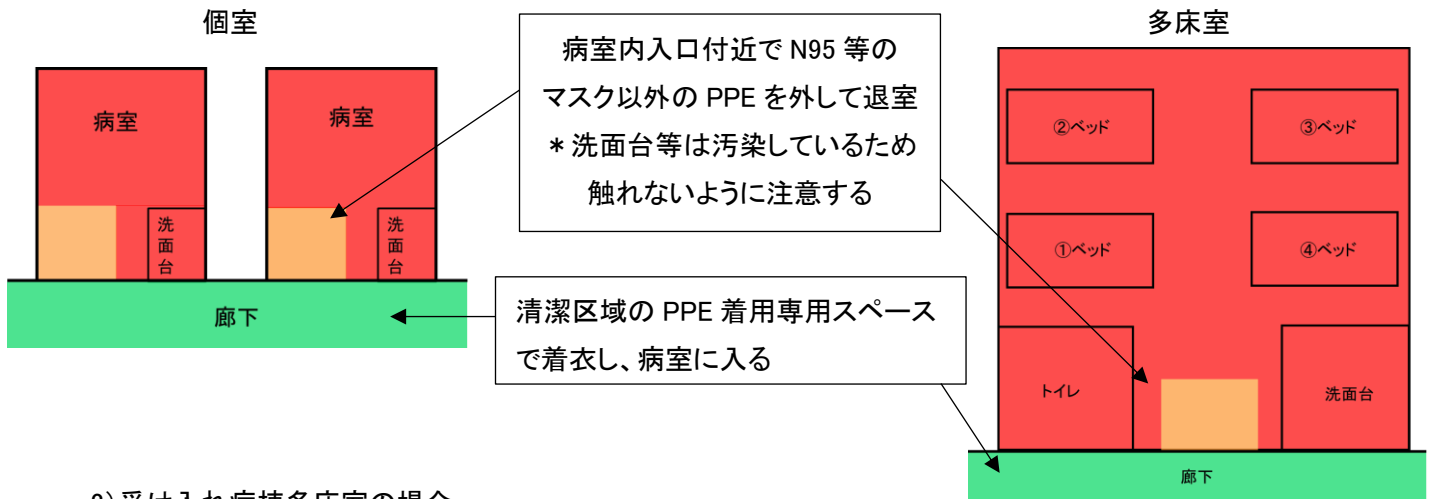 個室
多床室
病室内入口付近で N95 等の
マスク以外の PPE を外して退室
＊洗面台等は汚染しているため
触れないように注意する
病室
病室
洗面台
洗面台
廊下
清潔区域の PPE 着用専用スペース
で着衣し、病室に入る
②ベッド
③ベッド
①ベッド
④ベッド
トイレ
洗面台
廊下